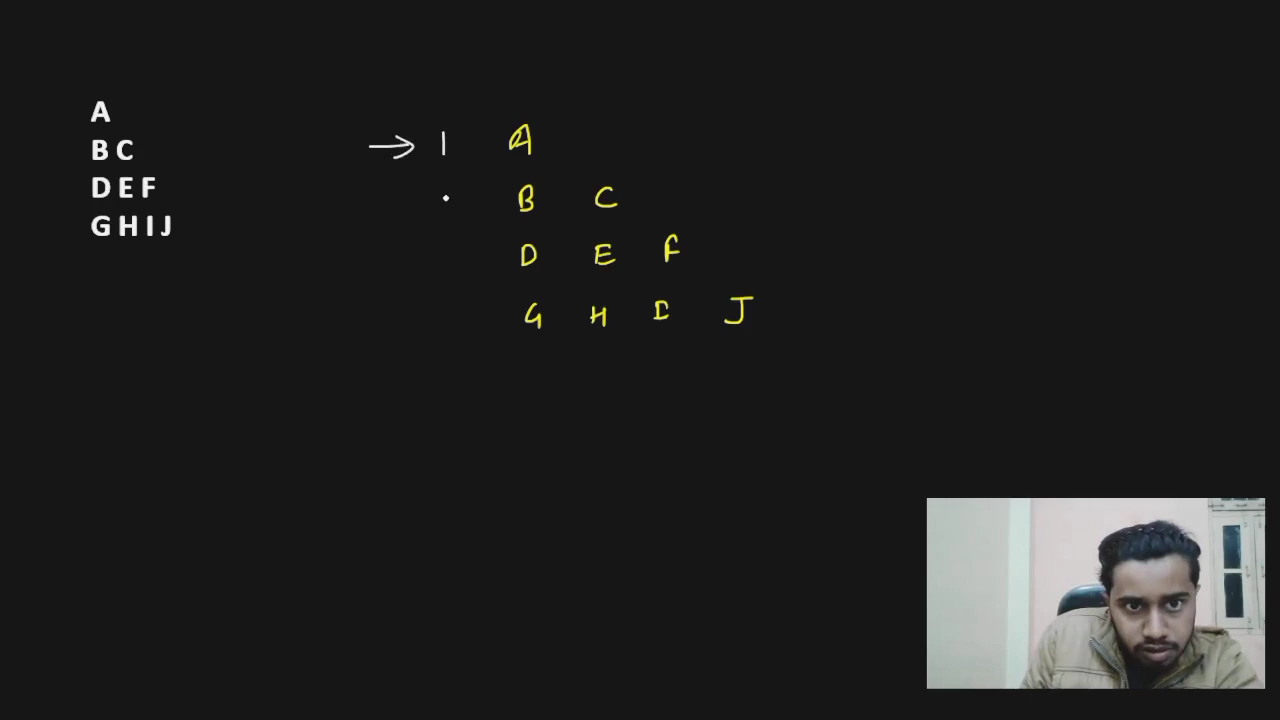 A
B C
D E F
G H I J
→ 1 A
B C
D E F
G H I J